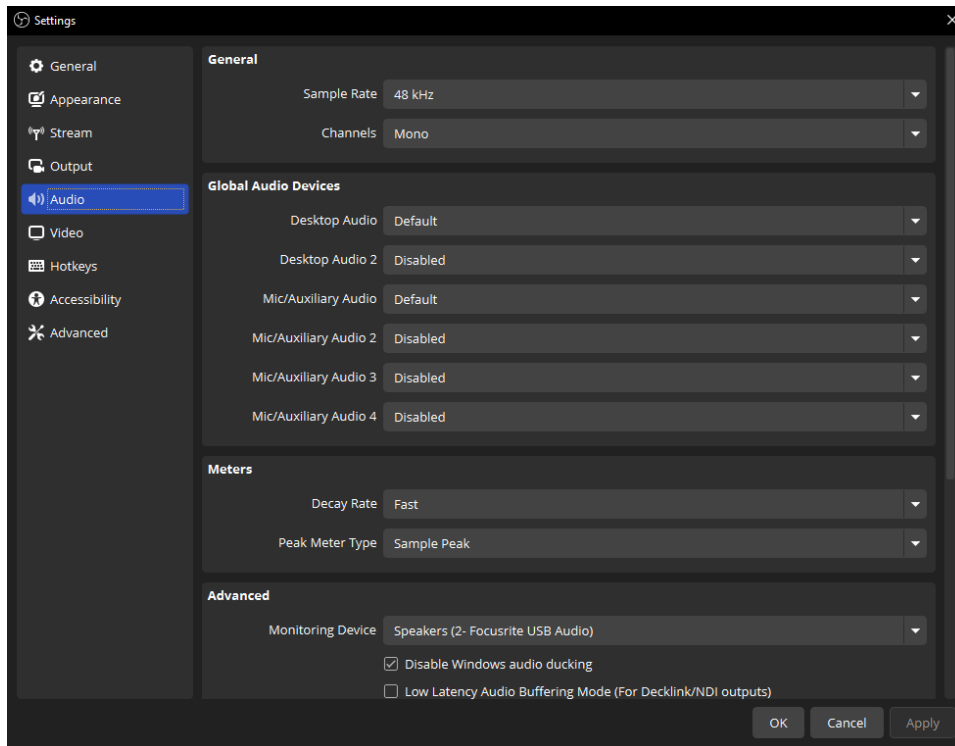 Settings
General
Appearance
Stream
Output
Audio
Video
Hotkeys
Accessibility
Advanced
General
Sample Rate 48 kHz
Channels Mono
Global Audio Devices
Desktop Audio Default
Desktop Audio 2 Disabled
Mic/Auxiliary Audio Default
Mic/Auxiliary Audio 2 Disabled
Mic/Auxiliary Audio 3 Disabled
Mic/Auxiliary Audio 4 Disabled
Meters
Decay Rate Fast
Peak Meter Type Sample Peak
Advanced
Monitoring Device Speakers (2- Focusrite USB Audio)
Disable Windows audio ducking
Low Latency Audio Buffering Mode (For Decklink/NDI outputs)
OK Cancel Apply